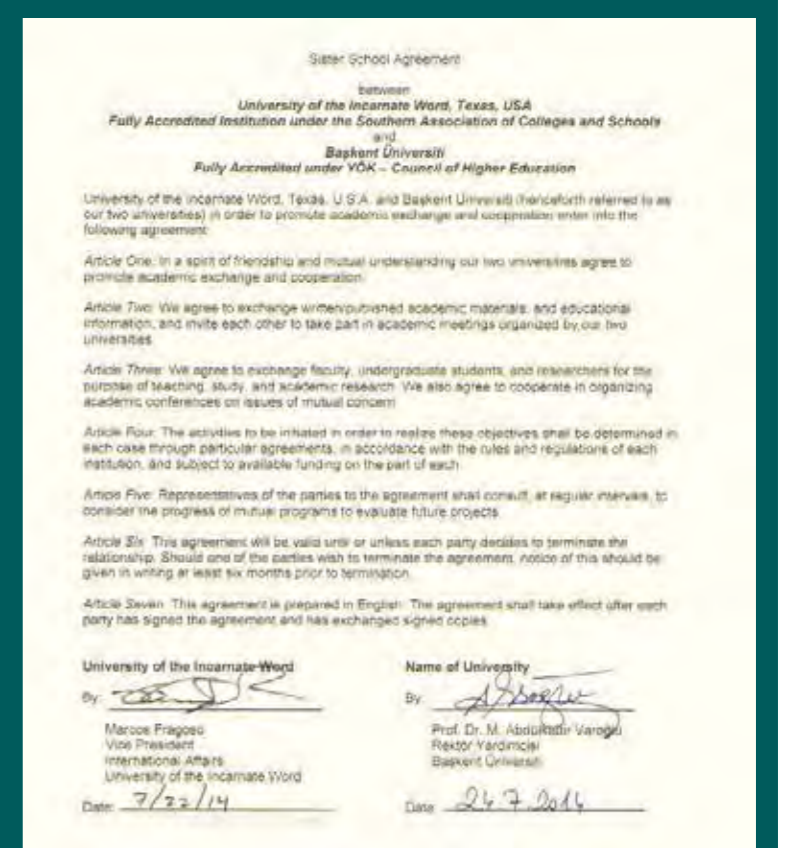 Sister School Agreement
between
University of the Incarnate Word, Texas, USA
Fully Accredited Institution under the Southern Association of Colleges and Schools
and
Başkent Üniversiti
Fully Accredited under YÖK – Council of Higher Education
University of the Incarnate Word, Texas, U.S.A. and Başkent Üniversiti (henceforth referred to as
our two universities) in order to promote academic exchange and cooperation enter into the
following agreement:
Article One: In a spirit of friendship and mutual understanding our two universities agree to
promote academic exchange and cooperation.
Article Two: We agree to exchange written/published academic materials, and educational
information, and invite each other to take part in academic meetings organized by our two
universities.
Article Three: We agree to exchange faculty, undergraduate students, and researchers for the
purpose of teaching, study, and academic research. We also agree to cooperate in organizing
academic conferences on issues of mutual concern.
Article Four: The activities to be initiated in order to realize these objectives shall be determined in
each case through particular agreements, in accordance with the rules and regulations of each
institution, and subject to available funding on the part of each.
Article Five: Representatives of the parties to the agreement shall consult, at regular intervals, to
consider the progress of mutual programs to evaluate future projects.
Article Six: This agreement will be valid until or unless each party decides to terminate the
relationship. Should one of the parties wish to terminate the agreement, notice of this should be
given in writing at least six months prior to termination.
Article Seven: This agreement is prepared in English. The agreement shall take effect after each
party has signed the agreement and has exchanged signed copies.
University of the Incarnate Word
By:
Marcos Fragoso
Vice President
International Affairs
University of the Incarnate Word
Date: 7/22/14
Name of University
By:
Prof. Dr. M. Abdülkadir Varoğlu
Rektör Yardımcısı
Başkent Üniversiti
Date: 24.7.2014